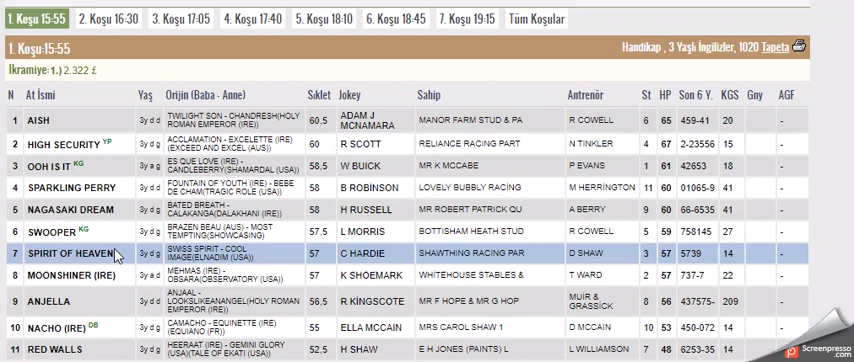 1. Koşu 15:55 2. Koşu 16:30 3. Koşu 17:05 4. Koşu 17:40 5. Koşu 18:10 6. Koşu 18:45 7. Koşu 19:15 Tüm Koşular
1. Koşu:15:55 Handikap , 3 Yaşlı İngilizler, 1020 Tapeta
İkramiye:1.) 2.322 £
N At İsmi Yaş Orijin (Baba - Anne) Sıklet Jokey Sahip Antrenör St HP Son 6 Y. KGS Gny AGF
1 AISH 3y d d TWILIGHT SON - CHANDRESH(HOLY ROMAN EMPEROR (IRE)) 60,5 ADAM J MCNAMARA MANOR FARM STUD & PA R COWELL 6 65 459-41 20 -
2 HIGH SECURITY YP 3y d g ACCLAMATION - EXCELETTE (IRE)(EXCEED AND EXCEL (AUS)) 60 R SCOTT RELIANCE RACING PART N TINKLER 4 67 2-23556 15 -
3 OOH IS IT KG 3y a g ES QUE LOVE (IRE) - CANDLEBERRY(SHAMARDAL (USA)) 58,5 W BUICK MR K MCCABE P EVANS 1 61 42653 18 -
4 SPARKLING PERRY 3y d d FOUNTAIN OF YOUTH (IRE) - BEBE DE CHAM(TRAGIC ROLE (USA)) 58 B ROBİNSON LOVELY BUBBLY RACİNG M HERRİNGTON 11 60 01065-9 41 -
5 NAGASAKI DREAM 3y d g BATED BREATH - CALAKANGA(DALAKHANI (IRE)) 58 H RUSSELL MR ROBERT PATRICK QU A BERRY 9 60 66-6535 41 -
6 SWOOPER KG 3y d g BRAZEN BEAU (AUS) - MOST TEMPTING(SHOWCASING) 57,5 L MORRIS BOTTISHAM HEATH STUD R COWELL 5 59 758145 27 -
7 SPIRIT OF HEAVEN 3y d g SWISS SPIRIT - COOL IMAGE(ELNADIM (USA)) 57 C HARDIE SHAWTHING RACING PAR D SHAW 3 57 5739 14 -
8 MOONSHINER (IRE) 3y a d MEHMAS (IRE) - OBSARA(OBSERVATORY (USA)) 57 K SHOEMARK WHITEHOUSE STABLES & T WARD 2 57 737-7 22 -
9 ANJELLA 3y d d ANJAAL - LOOKSLIKEANANGEL(HOLY ROMAN EMPEROR (IRE)) 56,5 R KİNGSCOTE MR F HOPE & MR G HOP MUIR & GRASSICK 8 56 437575- 209 -
10 NACHO (IRE) DB 3y d g CAMACHO - EQUINETTE (IRE)(EQUIANO (FR)) 55 ELLA MCCAIN MRS CAROL SHAW 1 D MCCAIN 10 53 450-072 14 -
11 RED WALLS 3y d g HEERAAT (IRE) - GEMINI GLORY (USA)(TALE OF EKATI (USA)) 52,5 H SHAW E H JONES (PAINTS) L L WILLIAMSON 7 48 6253-35 14 -
Screenpresso
.com